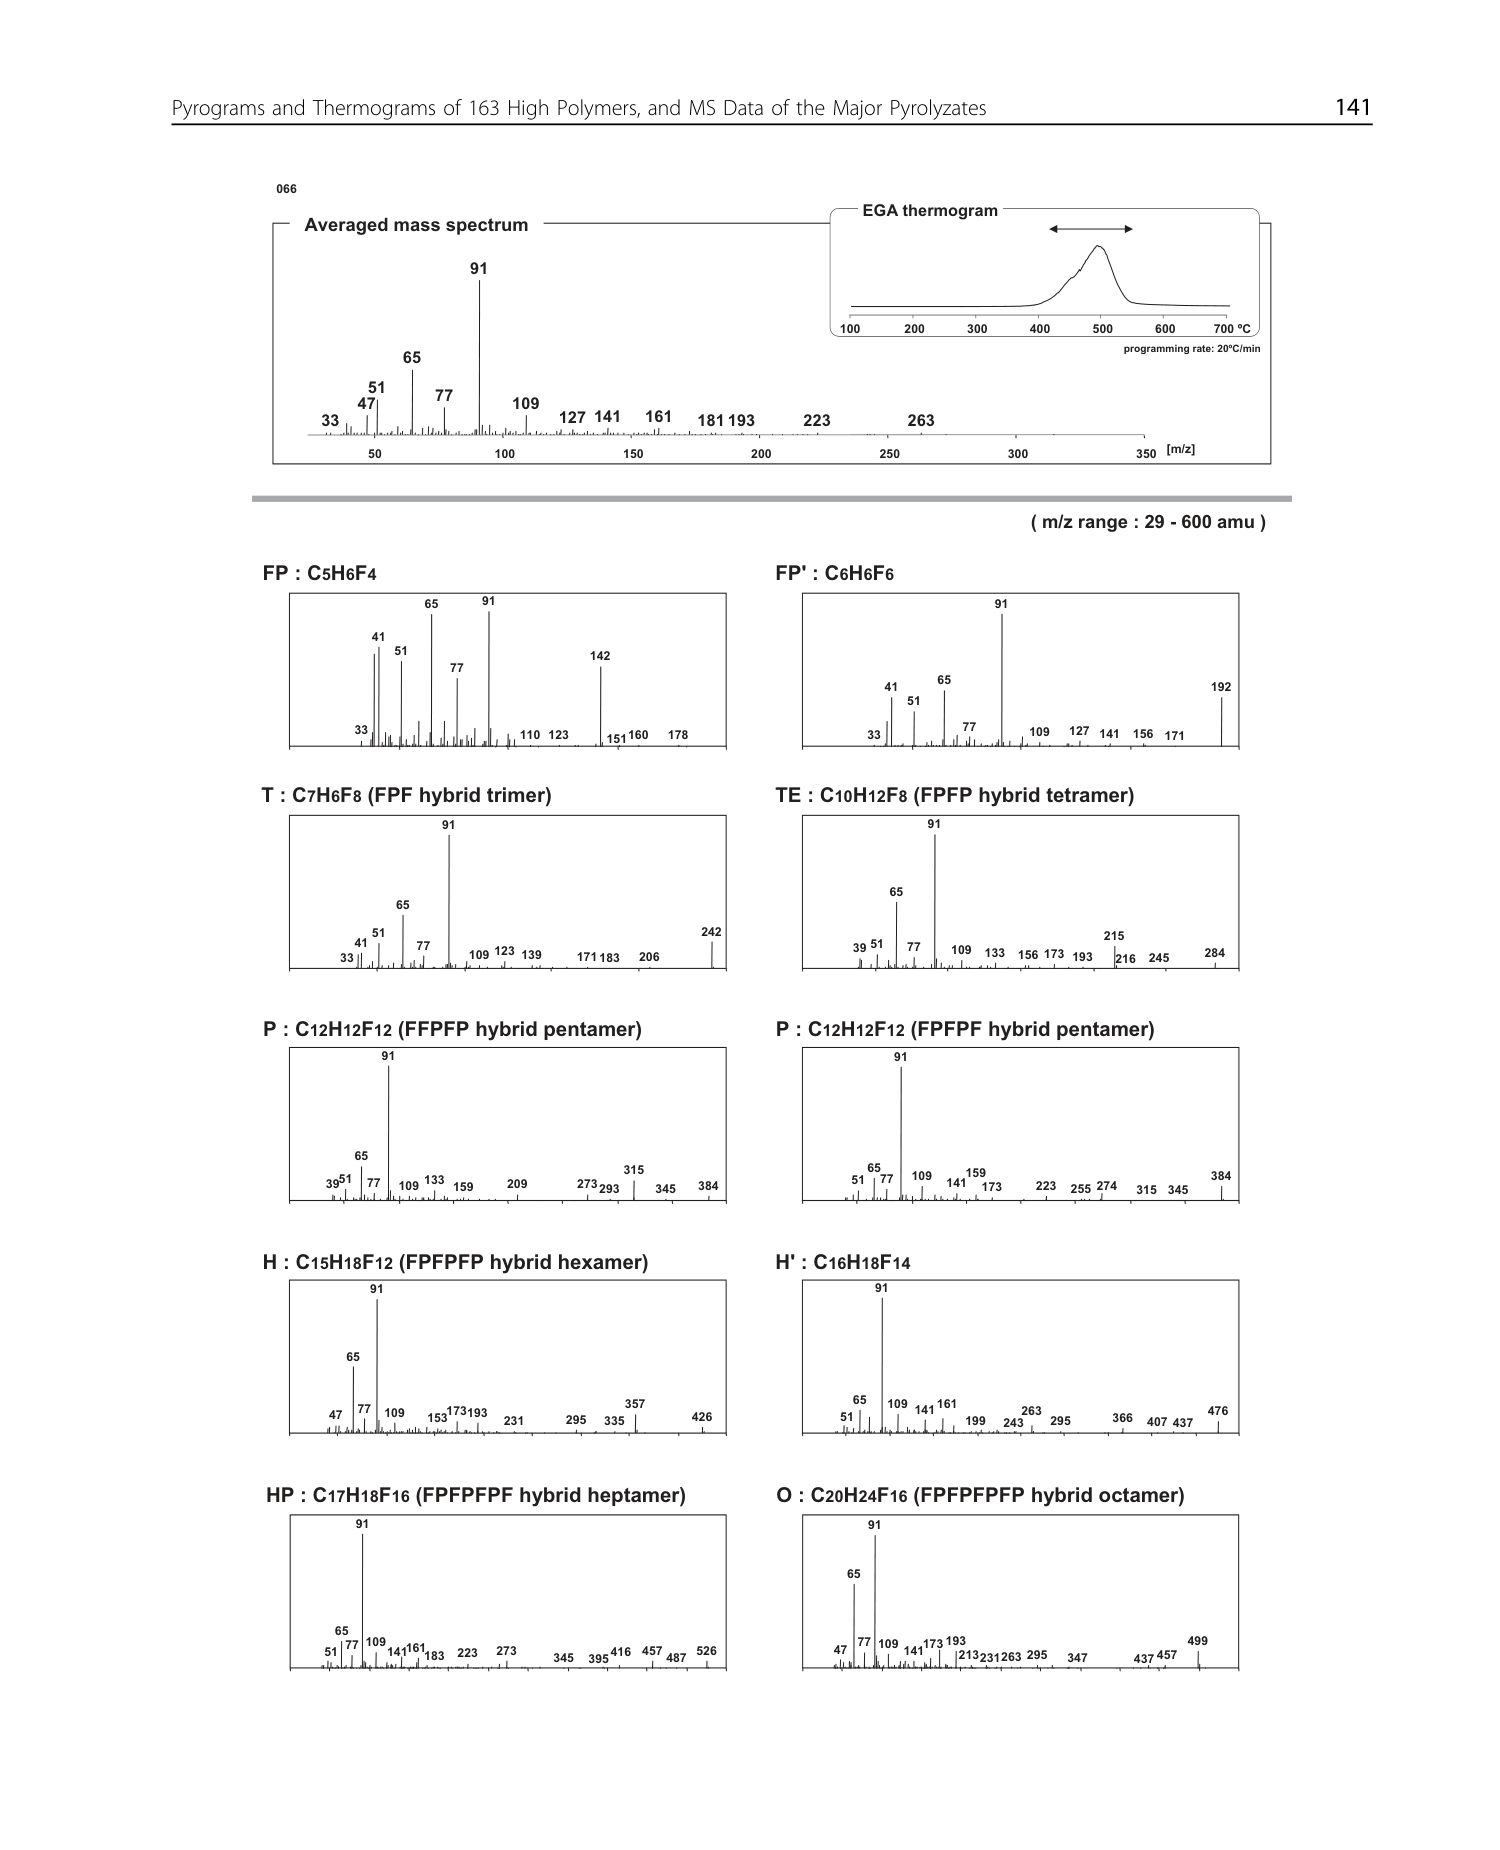 Pyrograms and Thermograms of 163 High Polymers, and MS Data of the Major Pyrolyzates 141
066
Averaged mass spectrum
EGA thermogram
100 200 300 400 500 600 700 ºC
programming rate: 20ºC/min
33 47 51 65 77 91 109 127 141 161 181 193 223 263
50 100 150 200 250 300 350 [m/z]
( m/z range : 29 - 600 amu )
FP : C5H6F4
33 41 51 65 77 91 110 123 142 151 160 178
FP' : C6H6F6
33 41 51 65 77 91 109 127 141 156 171 192
T : C7H6F8 (FPF hybrid trimer)
33 41 51 65 77 91 109 123 139 171 183 206 242
TE : C10H12F8 (FPFP hybrid tetramer)
39 51 65 77 91 109 133 156 173 193 215 216 245 284
P : C12H12F12 (FFPFP hybrid pentamer)
39 51 65 77 91 109 133 159 209 273 293 315 345 384
P : C12H12F12 (FPFPF hybrid pentamer)
51 65 77 91 109 141 159 173 223 255 274 315 345 384
H : C15H18F12 (FPFPFP hybrid hexamer)
47 65 77 91 109 153 173 193 231 295 335 357 426
H' : C16H18F14
51 65 91 109 141 161 199 243 263 295 366 407 437 476
HP : C17H18F16 (FPFPFPF hybrid heptamer)
51 65 77 91 109 141 161 183 223 273 345 395 416 457 487 526
O : C20H24F16 (FPFPFPFP hybrid octamer)
47 65 77 91 109 141 173 193 213 231 263 295 347 437 457 499